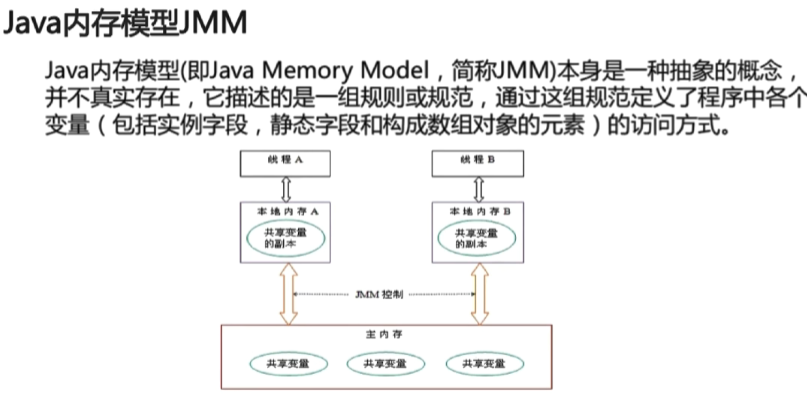 Java内存模型JMM
Java内存模型(即Java Memory Model，简称JMM)本身是一种抽象的概念，
并不真实存在，它描述的是一组规则或规范，通过这组规范定义了程序中各个
变量（包括实例字段，静态字段和构成数组对象的元素）的访问方式。
线程A
线程B
本地内存A
本地内存B
共享变量
的副本
共享变量
的副本
JMM控制
主内存
共享变量
共享变量
共享变量